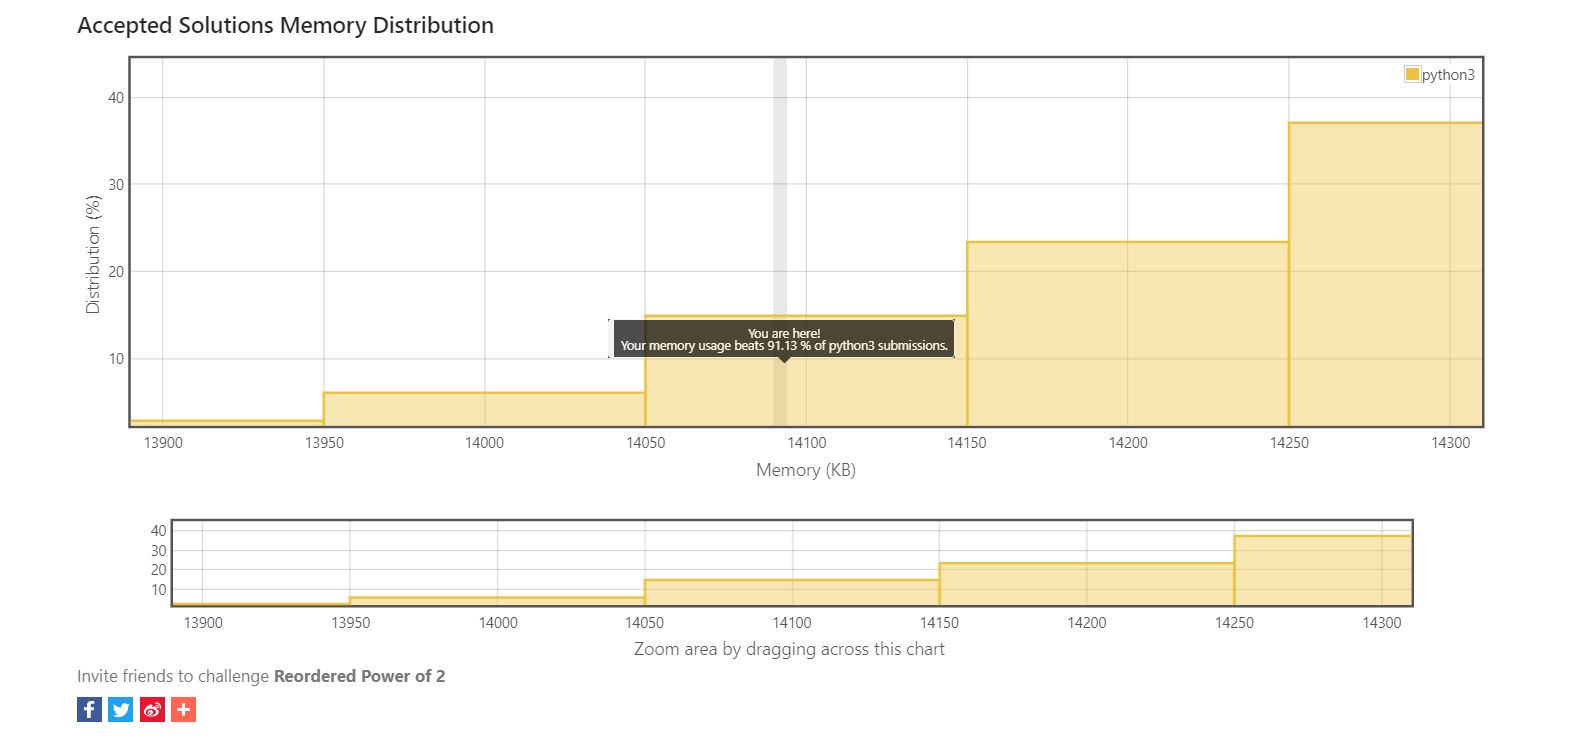 Accepted Solutions Memory Distribution
python3
40
30
20
10
Distribution (%)
You are here!
Your memory usage beats 91.13 % of python3 submissions.
13900 13950 14000 14050 14100 14150 14200 14250 14300
Memory (KB)
40
30
20
10
13900 13950 14000 14050 14100 14150 14200 14250 14300
Zoom area by dragging across this chart
Invite friends to challenge Reordered Power of 2